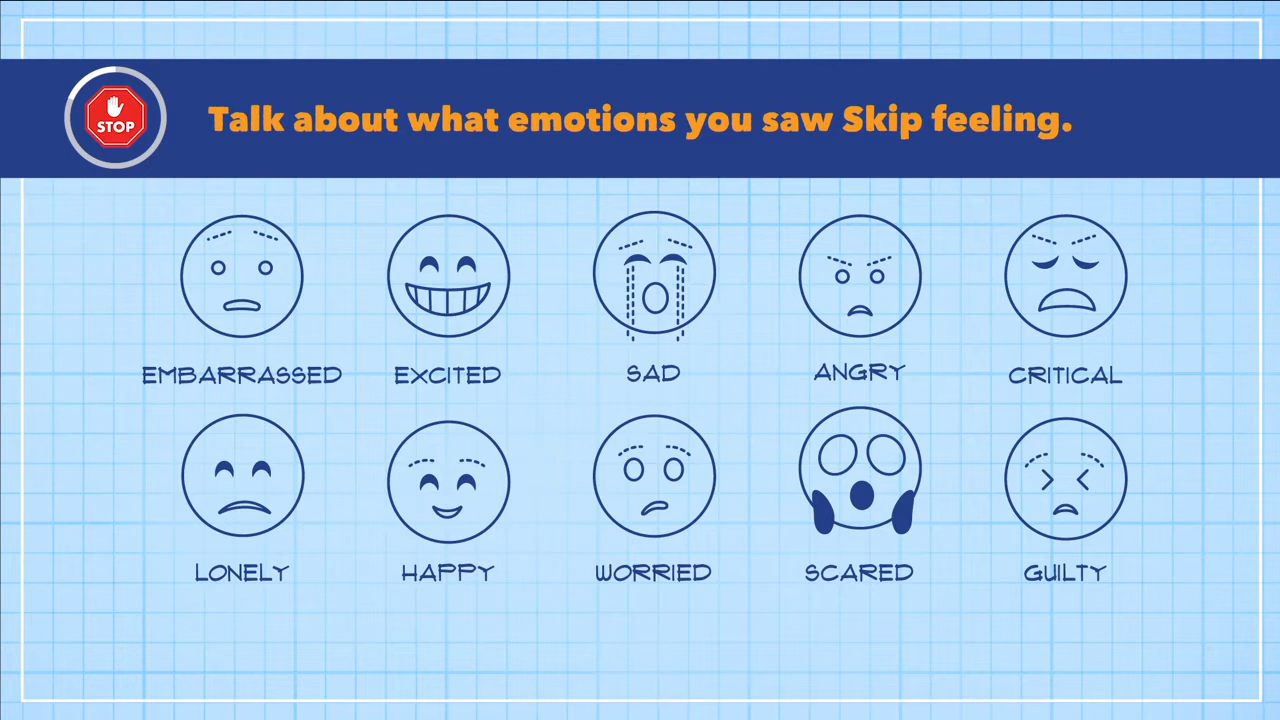 STOP
Talk about what emotions you saw Skip feeling.
EMBARRASSED EXCITED SAD ANGRY CRITICAL
LONELY HAPPY WORRIED SCARED GUILTY